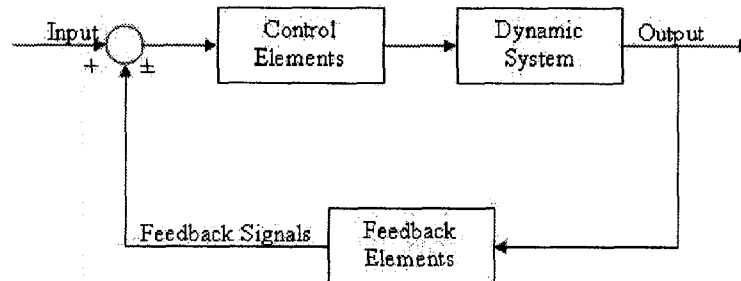 Input
Control
Elements
Dynamic
System
Output
+
±
Feedback Signals
Feedback
Elements